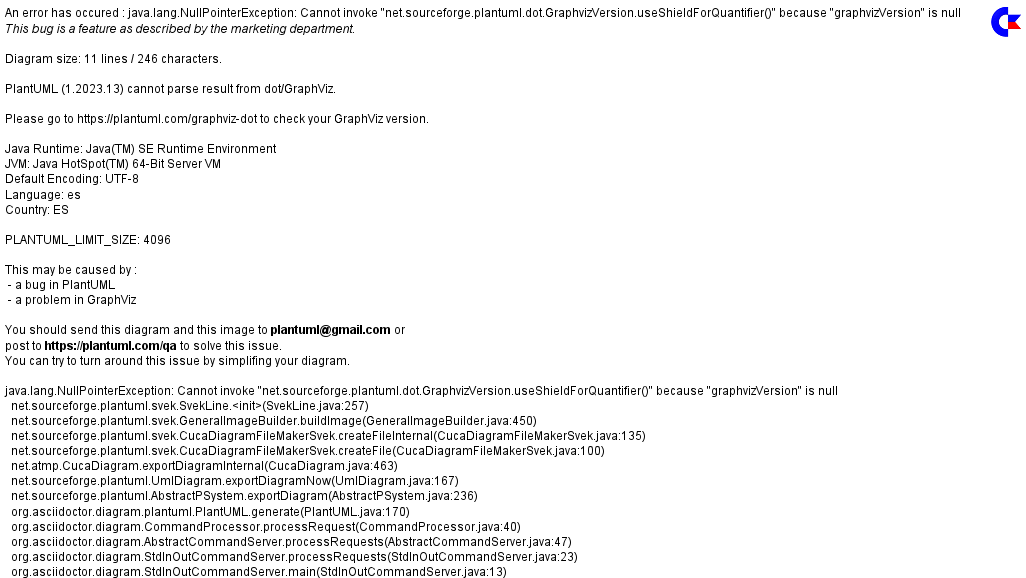 An error has occured : java.lang.NullPointerException: Cannot invoke "net.sourceforge.plantuml.dot.GraphvizVersion.useShieldForQuantifier()" because "graphvizVersion" is null
This bug is a feature as described by the marketing department.
Diagram size: 11 lines / 246 characters.
PlantUML (1.2023.13) cannot parse result from dot/GraphViz.
Please go to https://plantuml.com/graphviz-dot to check your GraphViz version.
Java Runtime: Java(TM) SE Runtime Environment
JVM: Java HotSpot(TM) 64-Bit Server VM
Default Encoding: UTF-8
Language: es
Country: ES
PLANTUML_LIMIT_SIZE: 4096
This may be caused by :
- a bug in PlantUML
- a problem in GraphViz
You should send this diagram and this image to plantuml@gmail.com or
post to https://plantuml.com/qa to solve this issue.
You can try to turn around this issue by simplifing your diagram.
java.lang.NullPointerException: Cannot invoke "net.sourceforge.plantuml.dot.GraphvizVersion.useShieldForQuantifier()" because "graphvizVersion" is null
net.sourceforge.plantuml.svek.SvekLine.<init>(SvekLine.java:257)
net.sourceforge.plantuml.svek.GeneralImageBuilder.buildImage(GeneralImageBuilder.java:450)
net.sourceforge.plantuml.svek.CucaDiagramFileMakerSvek.createFileInternal(CucaDiagramFileMakerSvek.java:135)
net.sourceforge.plantuml.svek.CucaDiagramFileMakerSvek.createFile(CucaDiagramFileMakerSvek.java:100)
net.atmp.CucaDiagram.exportDiagramInternal(CucaDiagram.java:463)
net.sourceforge.plantuml.UmlDiagram.exportDiagramNow(UmlDiagram.java:167)
net.sourceforge.plantuml.AbstractPSystem.exportDiagram(AbstractPSystem.java:236)
org.asciidoctor.diagram.plantuml.PlantUML.generate(PlantUML.java:170)
org.asciidoctor.diagram.CommandProcessor.processRequest(CommandProcessor.java:40)
org.asciidoctor.diagram.AbstractCommandServer.processRequests(AbstractCommandServer.java:47)
org.asciidoctor.diagram.StdInOutCommandServer.processRequests(StdInOutCommandServer.java:23)
org.asciidoctor.diagram.StdInOutCommandServer.main(StdInOutCommandServer.java:13)